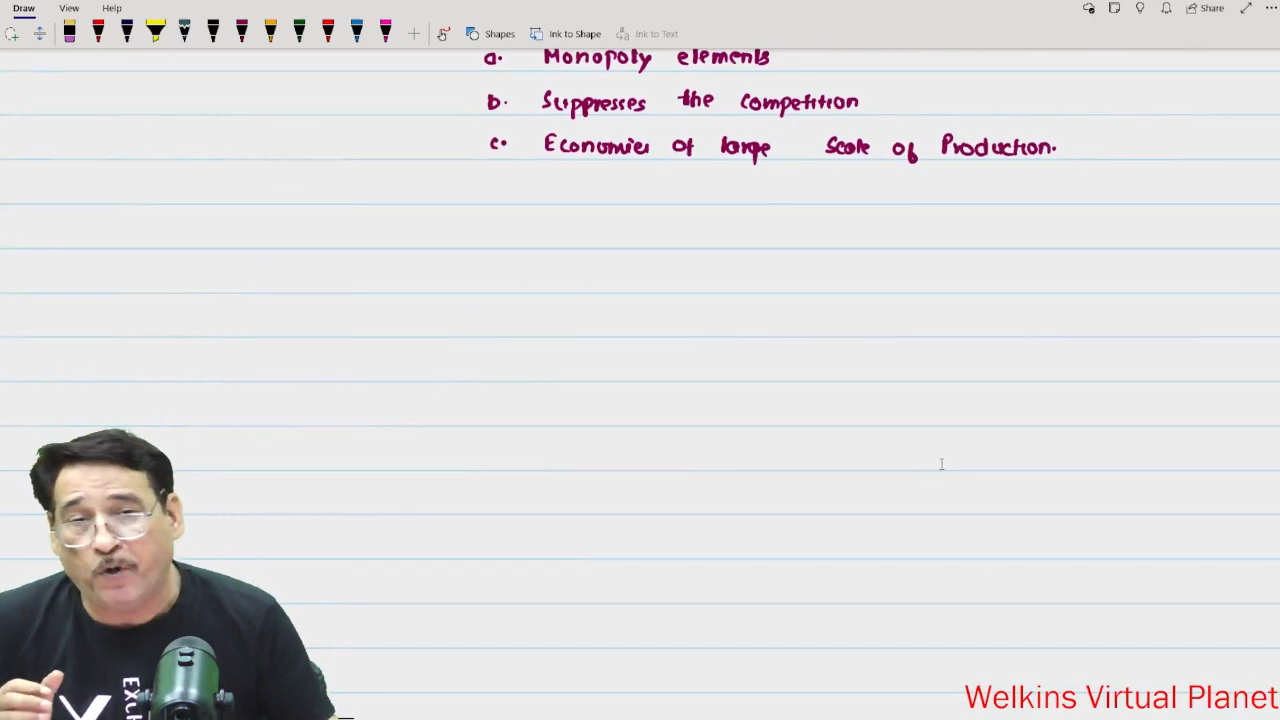 Draw View Help Share
Shapes Ink to Shape Ink to Text
a. Monopoly elements
b. Suppresses the competition
c. Economies of large Scale of Production.
Welkins Virtual Planet